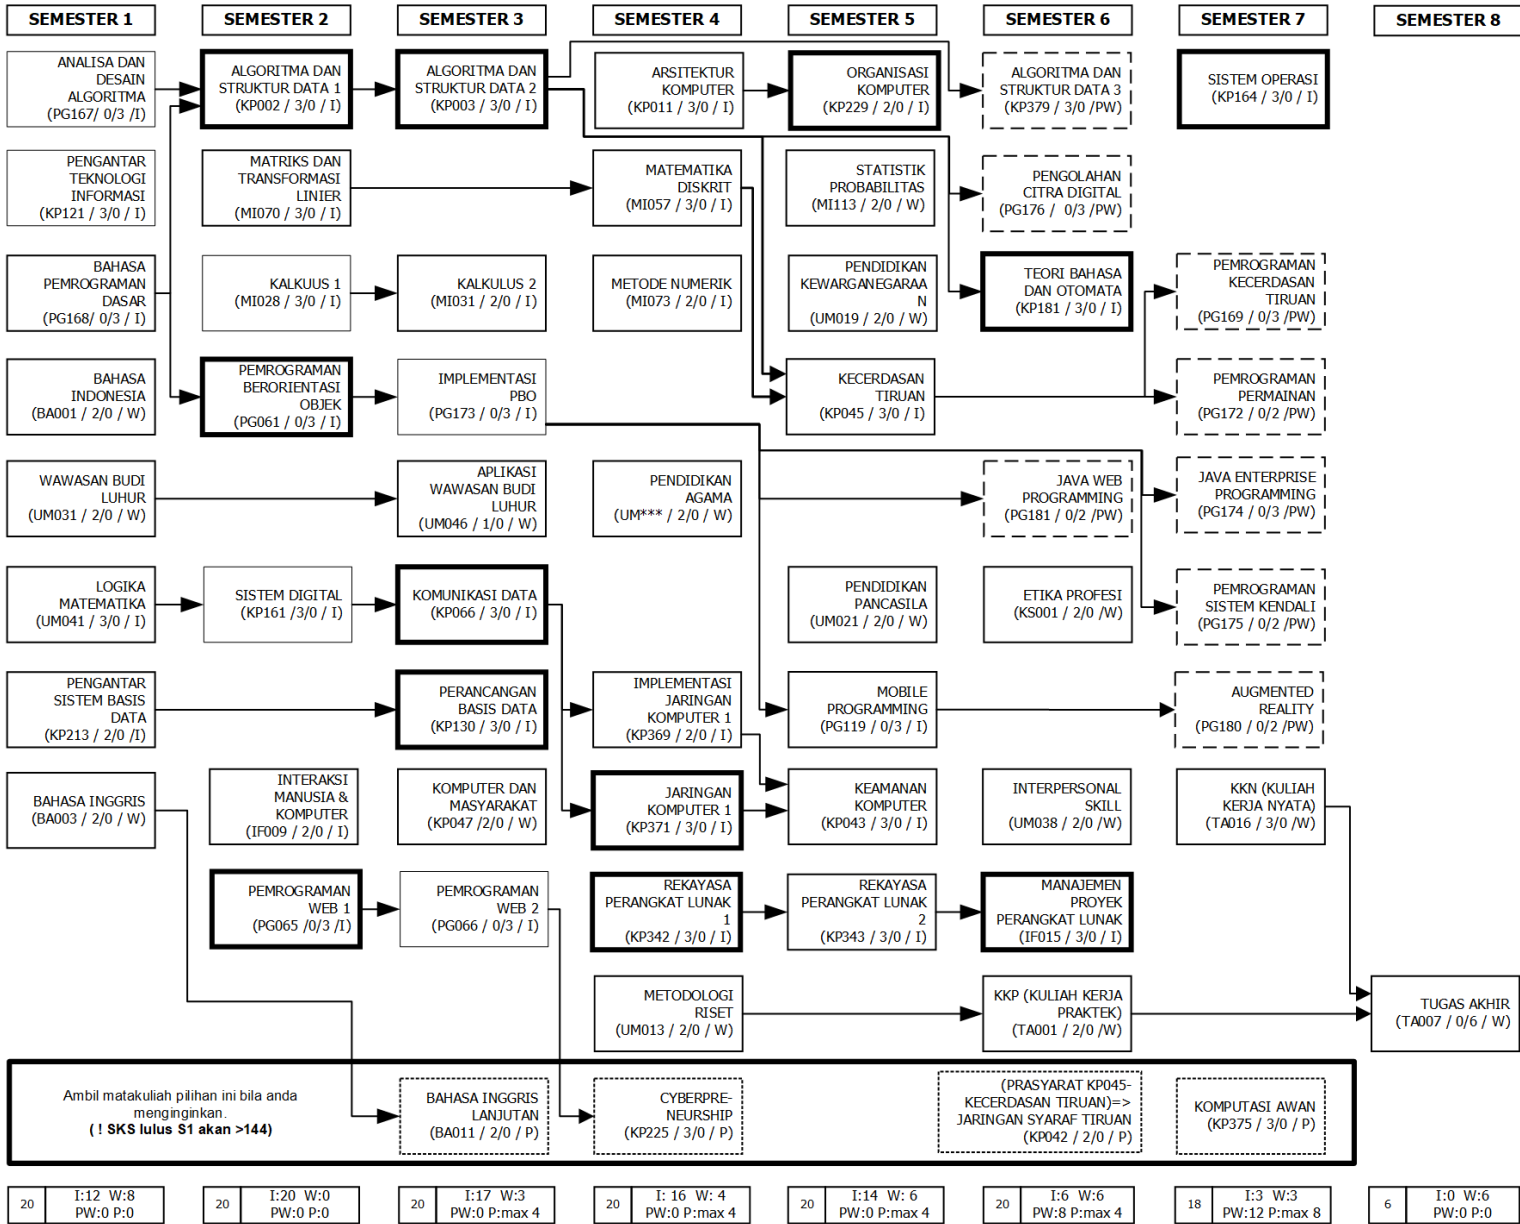 SEMESTER 1
SEMESTER 2
SEMESTER 3
SEMESTER 4
SEMESTER 5
SEMESTER 6
SEMESTER 7
SEMESTER 8
ANALISA DAN
DESAIN
ALGORITMA
(PG167/ 0/3 /I)
ALGORITMA DAN
STRUKTUR DATA 1
(KP002 / 3/0 / I)
ALGORITMA DAN
STRUKTUR DATA 2
(KP003 / 3/0 / I)
ARSITEKTUR
KOMPUTER
(KP011 / 3/0 / I)
ORGANISASI
KOMPUTER
(KP229 / 2/0 / I)
ALGORITMA DAN
STRUKTUR DATA 3
(KP379 / 3/0 /PW)
SISTEM OPERASI
(KP164 / 3/0 / I)
PENGANTAR
TEKNOLOGI
INFORMASI
(KP121 / 3/0 / I)
MATRIKS DAN
TRANSFORMASI
LINIER
(MI070 / 3/0 / I)
MATEMATIKA
DISKRIT
(MI057 / 3/0 / I)
STATISTIK
PROBABILITAS
(MI113 / 2/0 / W)
PENGOLAHAN
CITRA DIGITAL
(PG176 /  0/3 /PW)
BAHASA
PEMROGRAMAN
DASAR
(PG168/ 0/3 / I)
KALKUUS 1
(MI028 / 3/0 / I)
KALKULUS 2
(MI031 / 2/0 / I)
METODE NUMERIK
(MI073 / 2/0 / I)
PENDIDIKAN
KEWARGANEGARAA
N
(UM019 / 2/0 / W)
TEORI BAHASA
DAN OTOMATA
(KP181 / 3/0 / I)
PEMROGRAMAN
KECERDASAN
TIRUAN
(PG169 / 0/3 /PW)
BAHASA
INDONESIA
(BA001 / 2/0 / W)
PEMROGRAMAN
BERORIENTASI
OBJEK
(PG061 / 0/3 / I)
IMPLEMENTASI
PBO
(PG173 / 0/3 / I)
KECERDASAN
TIRUAN
(KP045 / 3/0 / I)
PEMROGRAMAN
PERMAINAN
(PG172 / 0/2 /PW)
WAWASAN BUDI
LUHUR
(UM031 / 2/0 / W)
APLIKASI
WAWASAN BUDI
LUHUR
(UM046 / 1/0 / W)
PENDIDIKAN
AGAMA
(UM*** / 2/0 / W)
JAVA WEB
PROGRAMMING
(PG181 / 0/2 /PW)
JAVA ENTERPRISE
PROGRAMMING
(PG174 / 0/3 /PW)
LOGIKA
MATEMATIKA
(UM041 / 3/0 / I)
SISTEM DIGITAL
(KP161 /3/0 / I)
KOMUNIKASI DATA
(KP066 / 3/0 / I)
PENDIDIKAN
PANCASILA
(UM021 / 2/0 / W)
ETIKA PROFESI
(KS001 / 2/0 /W)
PEMROGRAMAN
SISTEM KENDALI
(PG175 / 0/2 /PW)
PENGANTAR
SISTEM BASIS
DATA
(KP213 / 2/0 /I)
PERANCANGAN
BASIS DATA
(KP130 / 3/0 / I)
IMPLEMENTASI
JARINGAN
KOMPUTER 1
(KP369 / 2/0 / I)
MOBILE
PROGRAMMING
(PG119 / 0/3 / I)
AUGMENTED
REALITY
(PG180 / 0/2 /PW)
BAHASA INGGRIS
(BA003 / 2/0 / W)
INTERAKSI
MANUSIA &
KOMPUTER
(IF009 / 2/0 / I)
KOMPUTER DAN
MASYARAKAT
(KP047 /2/0 / W)
JARINGAN
KOMPUTER 1
(KP371 / 3/0 / I)
KEAMANAN
KOMPUTER
(KP043 / 3/0 / I)
INTERPERSONAL
SKILL
(UM038 / 2/0 /W)
KKN (KULIAH
KERJA NYATA)
(TA016 / 3/0 /W)
PEMROGRAMAN
WEB 1
(PG065 /0/3 /I)
PEMROGRAMAN
WEB 2
(PG066 / 0/3 / I)
REKAYASA
PERANGKAT LUNAK
1
(KP342 / 3/0 / I)
REKAYASA
PERANGKAT LUNAK
2
(KP343 / 3/0 / I)
MANAJEMEN
PROYEK
PERANGKAT LUNAK
(IF015 / 3/0 / I)
METODOLOGI
RISET
(UM013 / 2/0 / W)
KKP (KULIAH KERJA
PRAKTEK)
(TA001 / 2/0 /W)
TUGAS AKHIR
(TA007 / 0/6 / W)
Ambil matakuliah pilihan ini bila anda
menginginkan.
( ! SKS lulus S1 akan >144)
BAHASA INGGRIS
LANJUTAN
(BA011 / 2/0 / P)
CYBERPRE-
NEURSHIP
(KP225 / 3/0 / P)
(PRASYARAT KP045-
KECERDASAN TIRUAN)=>
JARINGAN SYARAF TIRUAN
(KP042 / 2/0 / P)
KOMPUTASI AWAN
(KP375 / 3/0 / P)
20
I:12  W:8
PW:0 P:0
20
I:20  W:0
PW:0 P:0
20
I:17  W:3
PW:0 P:max 4
20
I: 16  W: 4
PW:0 P:max 4
20
I:14  W: 6
PW:0 P:max 4
20
I:6  W:6
PW:8 P:max 4
18
I:3  W:3
PW:12 P:max 8
6
I:0  W:6
PW:0 P:0